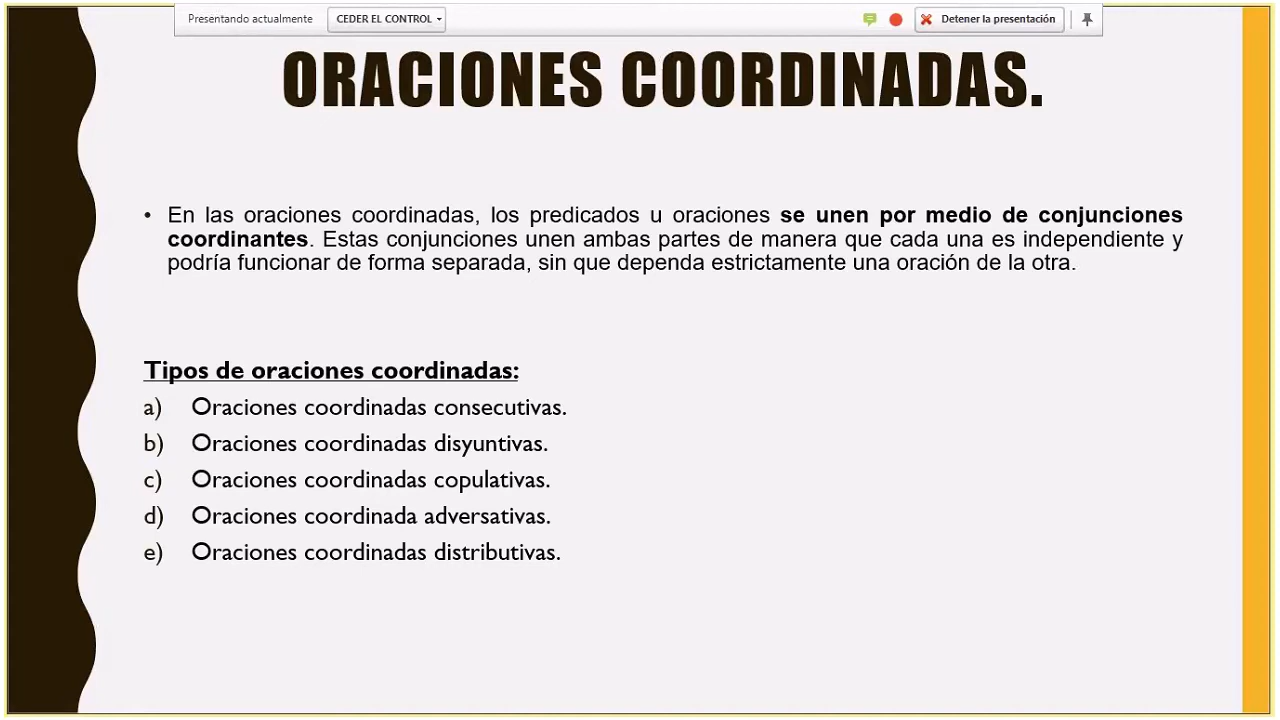 Presentando actualmente CEDER EL CONTROL Detener la presentación
ORACIONES COORDINADAS.
• En las oraciones coordinadas, los predicados u oraciones se unen por medio de conjunciones
coordinantes. Estas conjunciones unen ambas partes de manera que cada una es independiente y
podría funcionar de forma separada, sin que dependa estrictamente una oración de la otra.
Tipos de oraciones coordinadas:
a) Oraciones coordinadas consecutivas.
b) Oraciones coordinadas disyuntivas.
c) Oraciones coordinadas copulativas.
d) Oraciones coordinada adversativas.
e) Oraciones coordinadas distributivas.